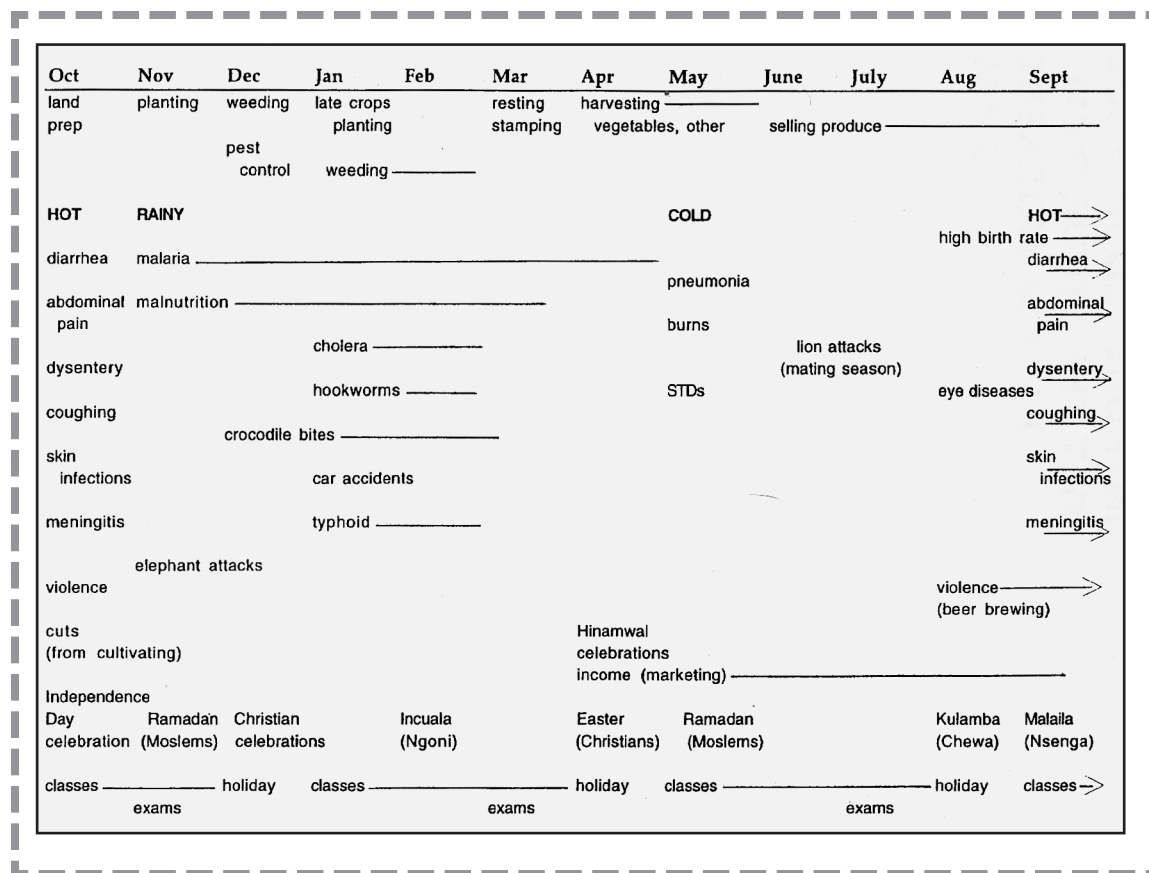 Oct Nov Dec Jan Feb Mar Apr May June July Aug Sept
land planting weeding late crops resting harvesting
prep planting stamping vegetables, other selling produce
pest
control weeding
HOT RAINY COLD HOT
high birth rate
diarrhea malaria diarrhea
pneumonia
abdominal malnutrition abdominal
pain burns pain
cholera lion attacks
dysentery (mating season) dysentery
hookworms STDs eye diseases
coughing coughing
crocodile bites
skin skin
infections car accidents infections
meningitis typhoid meningitis
elephant attacks
violence violence
(beer brewing)
cuts Hinamwal
(from cultivating) celebrations
income (marketing)
Independence
Day Ramadan Christian Incuala Easter Ramadan Kulamba Malaila
celebration (Moslems) celebrations (Ngoni) (Christians) (Moslems) (Chewa) (Nsenga)
classes holiday classes holiday classes holiday classes
exams exams exams